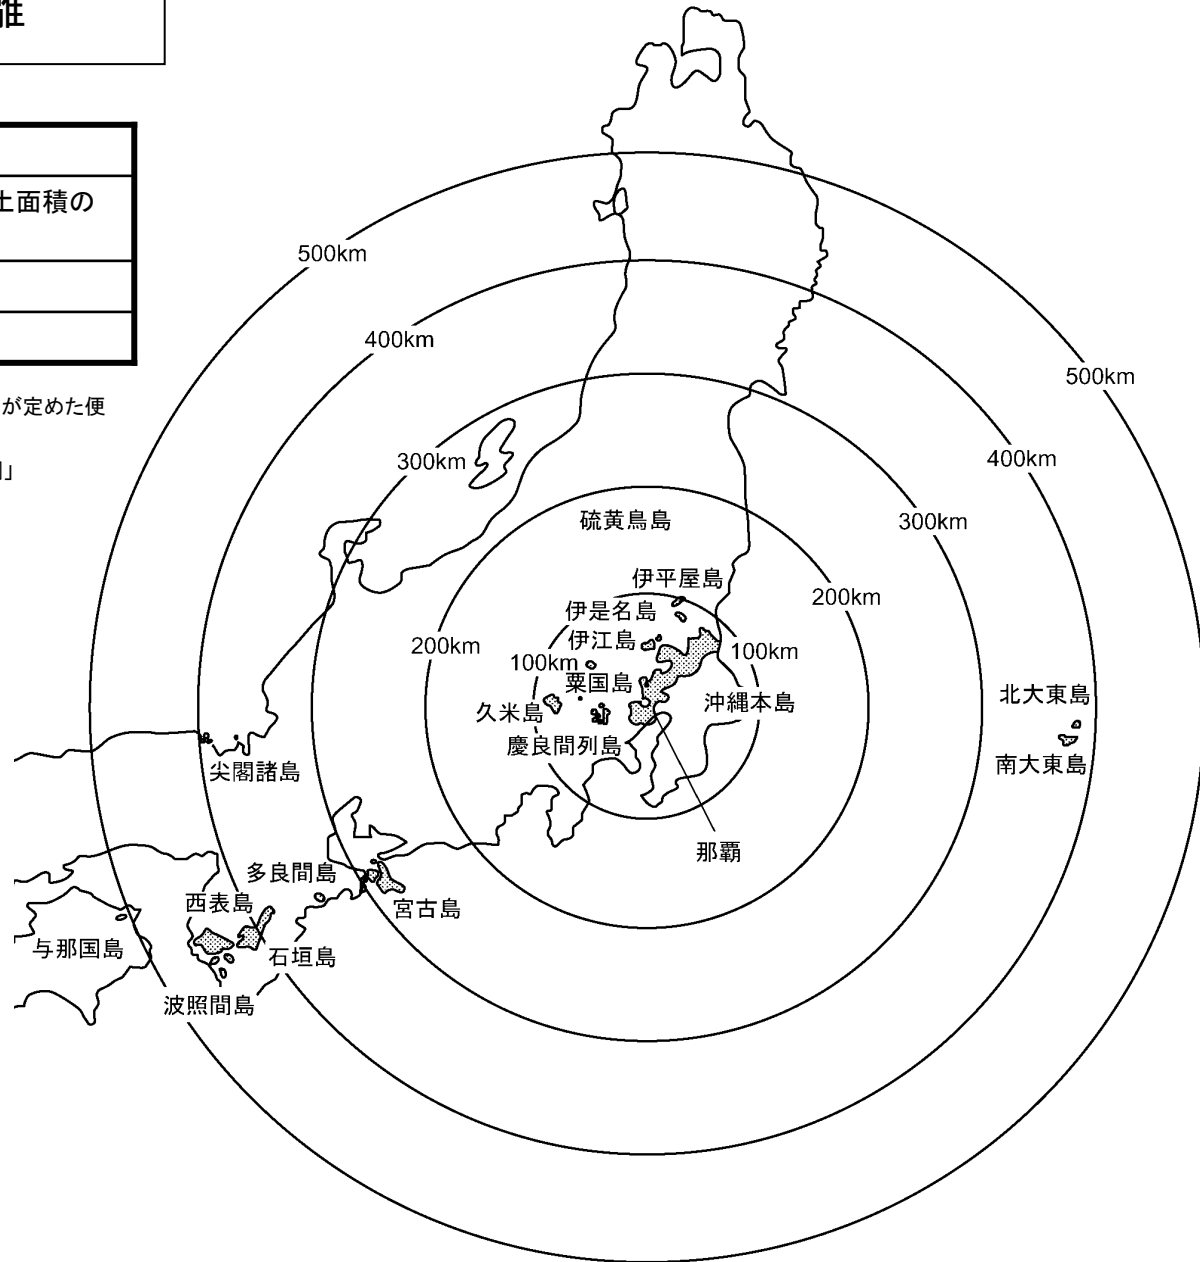 離
土面積の
が定めた便
」
500km
400km
500km
300km
400km
硫黄鳥島
300km
伊平屋島
200km
伊是名島
200km
伊江島
100km
100km
粟国島
沖縄本島
北大東島
久米島
慶良間列島
南大東島
尖閣諸島
那覇
多良間島
西表島
宮古島
与那国島
石垣島
波照間島